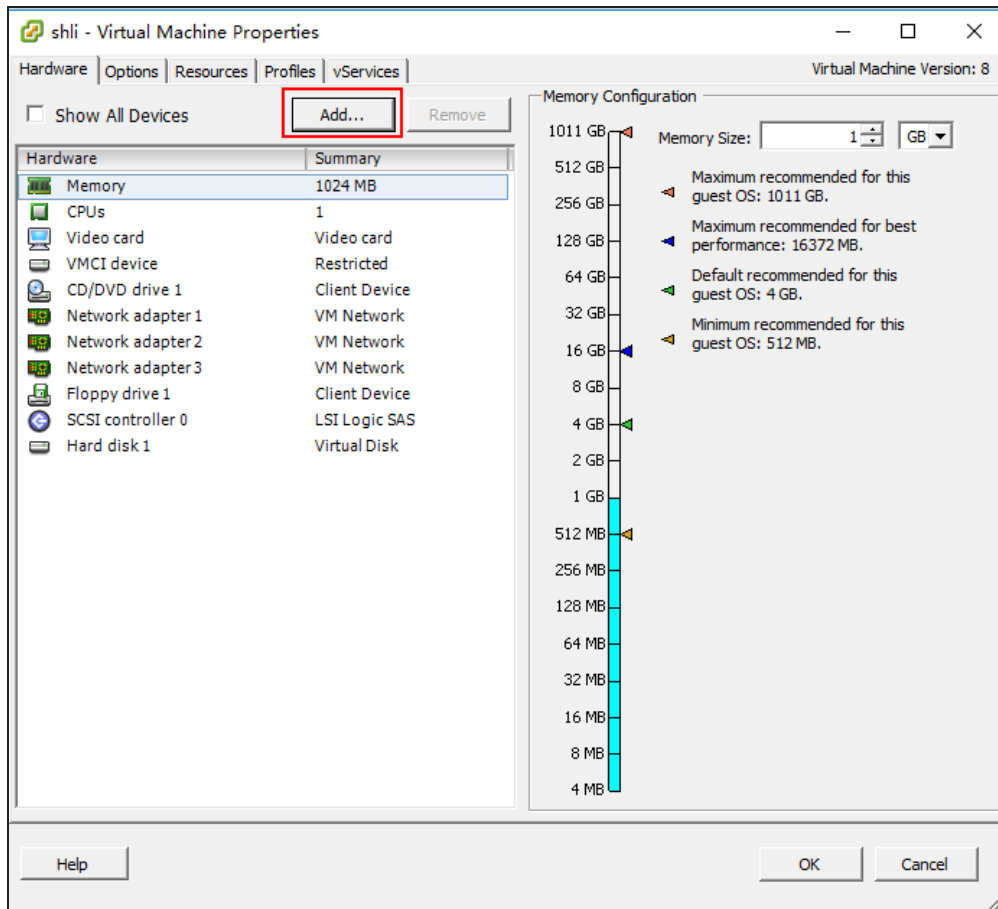 shli - Virtual Machine Properties
Hardware Options Resources Profiles vServices Virtual Machine Version: 8
Show All Devices Add... Remove
Hardware Summary
Memory 1024 MB
CPUs 1
Video card Video card
VMCI device Restricted
CD/DVD drive 1 Client Device
Network adapter 1 VM Network
Network adapter 2 VM Network
Network adapter 3 VM Network
Floppy drive 1 Client Device
SCSI controller 0 LSI Logic SAS
Hard disk 1 Virtual Disk
Memory Configuration
1011 GB
512 GB
256 GB
128 GB
64 GB
32 GB
16 GB
8 GB
4 GB
2 GB
1 GB
512 MB
256 MB
128 MB
64 MB
32 MB
16 MB
8 MB
4 MB
Memory Size: 1 GB
Maximum recommended for this
guest OS: 1011 GB.
Maximum recommended for best
performance: 16372 MB.
Default recommended for this
guest OS: 4 GB.
Minimum recommended for this
guest OS: 512 MB.
Help OK Cancel